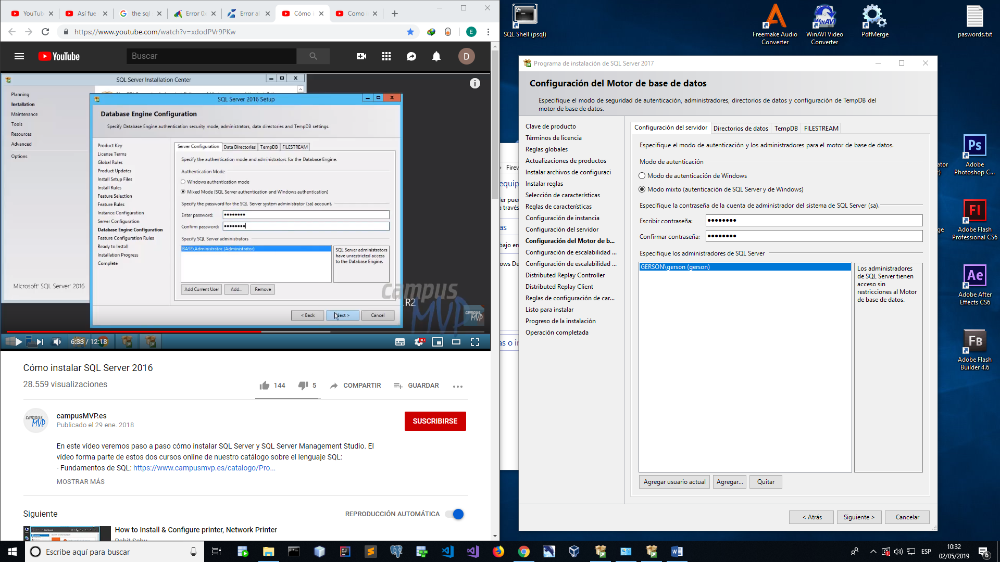 YouTub
Así fue
the sql
Error 0x
Error al
Cómo i
Como i
https://www.youtube.com/watch?v=xdodPVr9PKw
E
YouTube
Buscar
D
SQL Server Installation Center
Planning
Installation
Maintenance
Tools
Resources
Advanced
Options
Microsoft SQL Server 2016
SQL Server 2016 Setup
Database Engine Configuration
Specify Database Engine authentication security mode, administrators, data directories and TempDB settings.
Product Key
License Terms
Global Rules
Product Updates
Install Setup Files
Install Rules
Feature Selection
Feature Rules
Instance Configuration
Server Configuration
Database Engine Configuration
Feature Configuration Rules
Ready to Install
Installation Progress
Complete
Server Configuration
Data Directories
TempDB
FILESTREAM
Specify the authentication mode and administrators for the Database Engine.
Authentication Mode
Windows authentication mode
Mixed Mode (SQL Server authentication and Windows authentication)
Specify the password for the SQL Server system administrator (sa) account.
Enter password:
Confirm password:
Specify SQL Server administrators
BASE\Administrator (Administrator)
SQL Server administrators
have unrestricted access
to the Database Engine.
Add Current User
Add...
Remove
< Back
Next >
Cancel
campus
MVP
R2
campus
MVP
6:33 / 12:18
HD
Cómo instalar SQL Server 2016
28.559 visualizaciones
144
5
COMPARTIR
GUARDAR
campus
MVP
campusMVP.es
Publicado el 29 ene. 2018
SUSCRIBIRSE
En este vídeo veremos paso a paso cómo instalar SQL Server y SQL Server Management Studio. El
vídeo forma parte de estos dos cursos online de nuestro catálogo sobre el lenguaje SQL:
- Fundamentos de SQL: https://www.campusmvp.es/catalogo/Pro...
MOSTRAR MÁS
Siguiente
REPRODUCCIÓN AUTOMÁTICA
How to Install & Configure printer, Network Printer
SQL Shell (psql)
Freemake Audio
Converter
WinAVI Video
Converter
PdfMerge
paswords.txt
Adobe
Photoshop C...
Adobe Flash
Professional CS6
Adobe After
Effects CS6
Adobe Flash
Builder 4.6
Programa de instalación de SQL Server 2017
Configuración del Motor de base de datos
Especifique el modo de seguridad de autenticación, administradores, directorios de datos y configuración de TempDB del
motor de base de datos.
Clave de producto
Términos de licencia
Reglas globales
Actualizaciones de productos
Instalar archivos de configuraci
Instalar reglas
Selección de características
Reglas de características
Configuración de instancia
Configuración del servidor
Configuración del Motor de b...
Configuración de escalabilidad ...
Configuración de escalabilidad ...
Distributed Replay Controller
Distributed Replay Client
Reglas de configuración de car...
Listo para instalar
Progreso de la instalación
Operación completada
Configuración del servidor
Directorios de datos
TempDB
FILESTREAM
Especifique el modo de autenticación y los administradores para el motor de base de datos.
Modo de autenticación
Modo de autenticación de Windows
Modo mixto (autenticación de SQL Server y de Windows)
Especifique la contraseña de la cuenta de administrador del sistema de SQL Server (sa).
Escribir contraseña:
Confirmar contraseña:
Especifique los administradores de SQL Server
GERSON\gerson (gerson)
Los administradores
de SQL Server tienen
acceso sin
restricciones al Motor
de base de datos.
Agregar usuario actual
Agregar...
Quitar
< Atrás
Siguiente >
Cancelar
Escribe aquí para buscar
ESP
10:32
02/05/2019
6